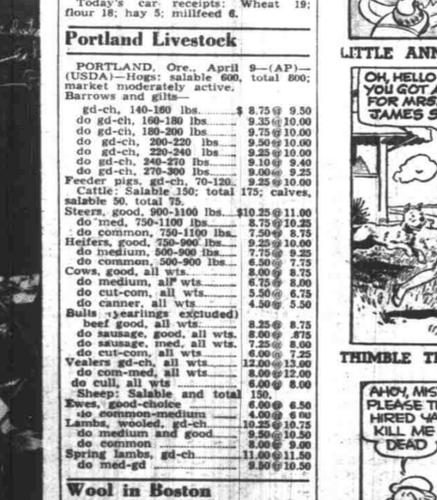 Today's car receipts: Wheat 19;
flour 18; hay 5; millfeed 6.
Portland Livestock
PORTLAND, Ore., April 9—(AP)—
(USDA)—Hogs: salable 600, total 800;
market moderately active.
Barrows and gilts—
gd-ch, 140-160 lbs. $ 8.75@ 9.50
do gd-ch, 160-180 lbs. 9.35@10.00
do gd-ch, 180-200 lbs. 9.75@10.00
do gd-ch, 200-220 lbs. 9.50@10.00
do gd-ch, 220-240 lbs. 9.25@10.00
do gd-ch, 240-270 lbs. 9.10@ 9.40
do gd-ch, 270-300 lbs. 9.00@ 9.25
Feeder pigs, gd-ch, 70-120 9.25@10.00
Cattle: Salable 150; total 175; calves,
salable 50, total 75.
Steers, good, 900-1100 lbs. $10.25@11.00
do med, 750-1100 lbs. 8.75@10.25
do common, 750-1100 lbs. 7.50@ 8.75
Heifers, good, 750-900 lbs. 9.25@10.00
do medium, 500-900 lbs. 7.75@ 9.25
do common, 500-900 lbs. 6.50@ 7.75
Cows, good, all wts. 8.00@ 8.75
do medium, all wts. 6.75@ 8.00
do cut-com, all wts. 5.50@ 6.75
do canner, all wts. 4.50@ 5.50
Bulls (yearlings excluded)
beef good, all wts. 8.25@ 8.75
do sausage, good, all wts. 8.00@ .875
do sausage, med, all wts. 7.25@ 8.00
do cut-com, all wts. 6.00@ 7.25
Vealers gd-ch, all wts. 12.00@13.00
do com-med, all wts. 8.00@12.00
do cull, all wts 6.00@ 8.00
Sheep: Salable and total 150.
Ewes, good-choice 6.00@ 6.50
do common-medium 4.00@ 6.00
Lambs, wooled, gd-ch 10.25@10.75
do medium and good 9.50@10.50
do common 8.00@ 9.00
Spring lambs, gd-ch 11.00@11.50
do med-gd 9.50@10.50
Wool in Boston
LITTLE ANN
OH, HELLO
YOU GOT A
FOR MRS
JAMES S
THIMBLE TH
AHOY, MIS
PLEASE T
HIRED YA
KILL ME
DEAD